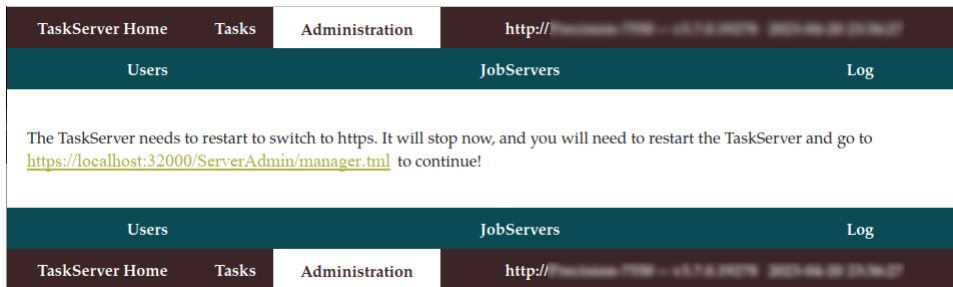 TaskServer Home Tasks Administration http://
Users JobServers Log
The TaskServer needs to restart to switch to https. It will stop now, and you will need to restart the TaskServer and go to
https://localhost:32000/ServerAdmin/manager.tml to continue!
Users JobServers Log
TaskServer Home Tasks Administration http://